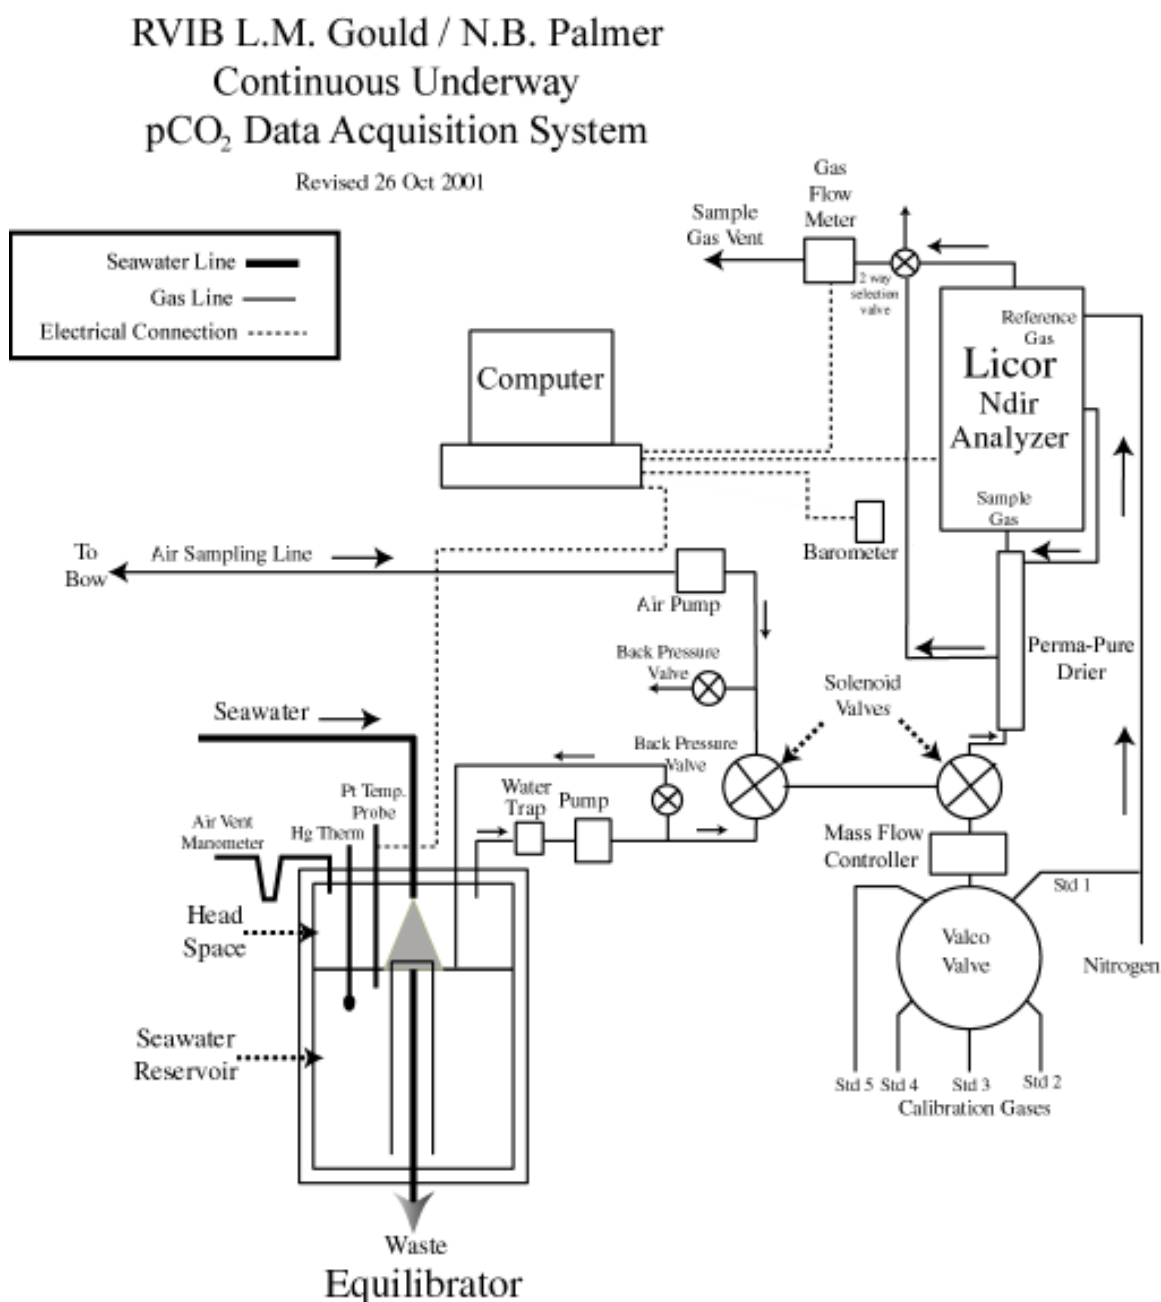 RVIB L.M. Gould / N.B. Palmer
Continuous Underway
pCO₂ Data Acquisition System
Revised 26 Oct 2001
Seawater Line
Gas Line
Electrical Connection
Gas
Flow
Meter
Sample
Gas Vent
2 way
selection
valve
Reference
Gas
Licor
Ndir
Analyzer
Sample
Gas
Computer
Barometer
To
Bow
Air Sampling Line
Air Pump
Back Pressure
Valve
Perma-Pure
Drier
Solenoid
Valves
Seawater
Back Pressure
Valve
Water
Trap
Pump
Pt Temp.
Probe
Air Vent
Manometer
Hg Therm
Mass Flow
Controller
Std 1
Head
Space
Valco
Valve
Nitrogen
Seawater
Reservoir
Std 5
Std 4
Std 3
Std 2
Calibration Gases
Waste
Equilibrator